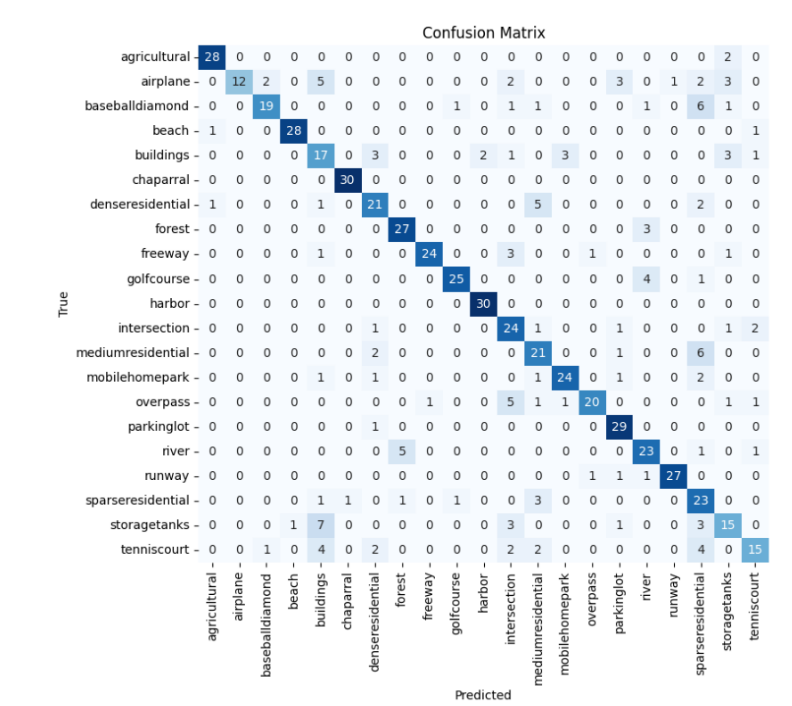 Confusion Matrix
agricultural - 28 0 0 0 0 0 0 0 0 0 0 0 0 0 0 0 0 0 0 2 0
airplane - 0 12 2 0 5 0 0 0 0 0 0 2 0 0 0 3 0 1 2 3 0
baseballdiamond - 0 0 19 0 0 0 0 0 0 1 0 1 1 0 0 0 1 0 6 1 0
beach - 1 0 0 28 0 0 0 0 0 0 0 0 0 0 0 0 0 0 0 0 1
buildings - 0 0 0 0 17 0 3 0 0 0 2 1 0 3 0 0 0 0 0 3 1
chaparral - 0 0 0 0 0 30 0 0 0 0 0 0 0 0 0 0 0 0 0 0 0
denseresidential - 1 0 0 0 1 0 21 0 0 0 0 0 5 0 0 0 0 0 2 0 0
forest - 0 0 0 0 0 0 0 27 0 0 0 0 0 0 0 0 3 0 0 0 0
freeway - 0 0 0 0 1 0 0 0 24 0 0 3 0 0 1 0 0 0 0 1 0
golfcourse - 0 0 0 0 0 0 0 0 0 25 0 0 0 0 0 0 4 0 1 0 0
harbor - 0 0 0 0 0 0 0 0 0 0 30 0 0 0 0 0 0 0 0 0 0
intersection - 0 0 0 0 0 0 1 0 0 0 0 24 1 0 0 1 0 0 0 1 2
mediumresidential - 0 0 0 0 0 0 2 0 0 0 0 0 21 0 0 1 0 0 6 0 0
mobilehomepark - 0 0 0 0 1 0 1 0 0 0 0 0 1 24 0 1 0 0 2 0 0
overpass - 0 0 0 0 0 0 0 0 1 0 0 5 1 1 20 0 0 0 0 1 1
parkinglot - 0 0 0 0 0 0 1 0 0 0 0 0 0 0 0 29 0 0 0 0 0
river - 0 0 0 0 0 0 0 5 0 0 0 0 0 0 0 0 23 0 1 0 1
runway - 0 0 0 0 0 0 0 0 0 0 0 0 0 0 1 1 1 27 0 0 0
sparseresidential - 0 0 0 0 1 1 0 1 0 1 0 0 3 0 0 0 0 0 23 0 0
storagetanks - 0 0 0 1 7 0 0 0 0 0 0 3 0 0 0 1 0 0 3 15 0
tenniscourt - 0 0 1 0 4 0 2 0 0 0 0 2 2 0 0 0 0 0 4 0 15
True
agricultural -
airplane -
baseballdiamond -
beach -
buildings -
chaparral -
denseresidential -
forest -
freeway -
golfcourse -
harbor -
intersection -
mediumresidential -
mobilehomepark -
overpass -
parkinglot -
river -
runway -
sparseresidential -
storagetanks -
tenniscourt -
Predicted